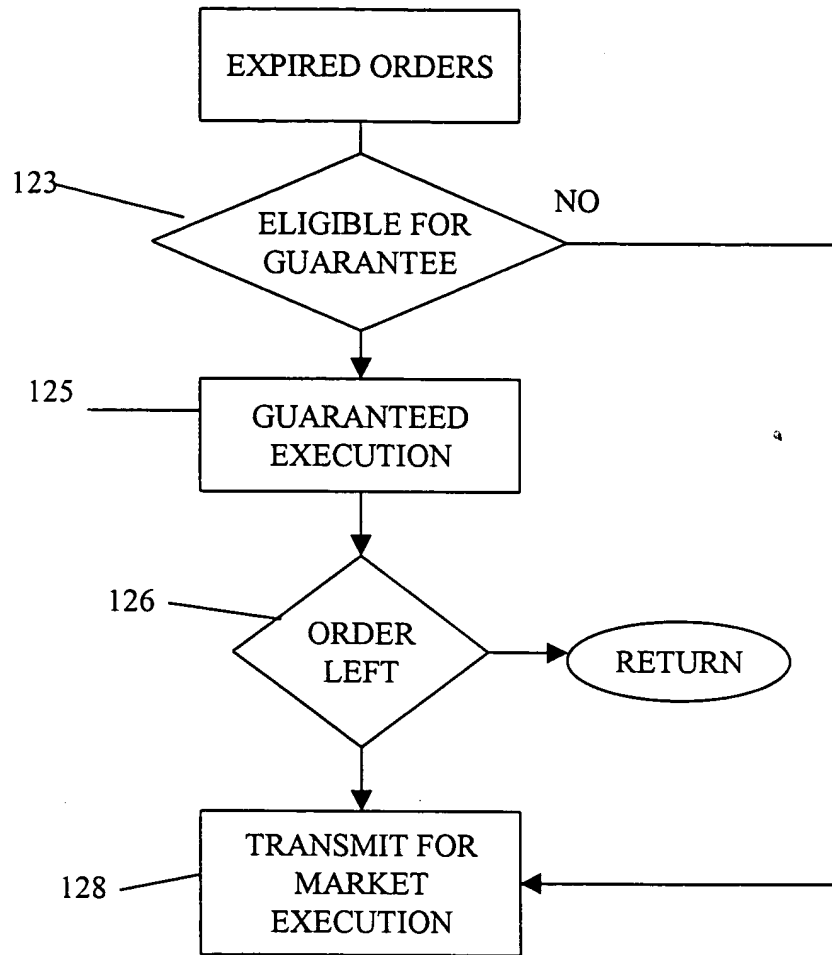 EXPIRED ORDERS
123
NO
ELIGIBLE FOR
GUARANTEE
125
GUARANTEED
EXECUTION
126
ORDER
LEFT
RETURN
TRANSMIT FOR
MARKET
EXECUTION
128